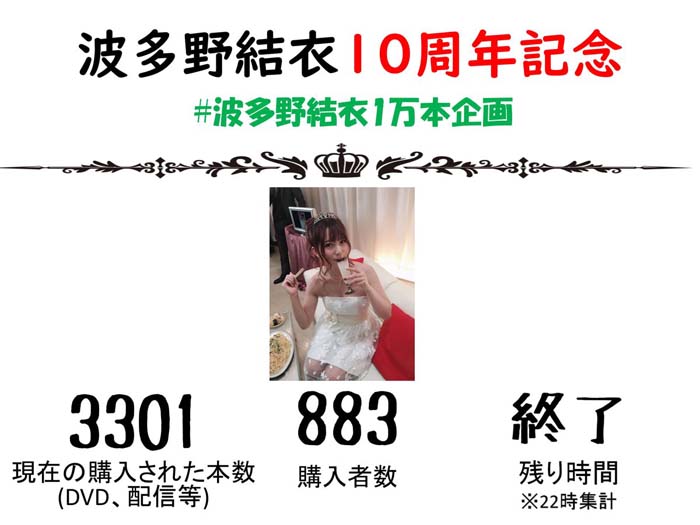 波多野結衣10周年記念
#波多野結衣1万本企画
3301
現在の購入された本数
(DVD、配信等)
883
購入者数
終了
残り時間
※22時集計